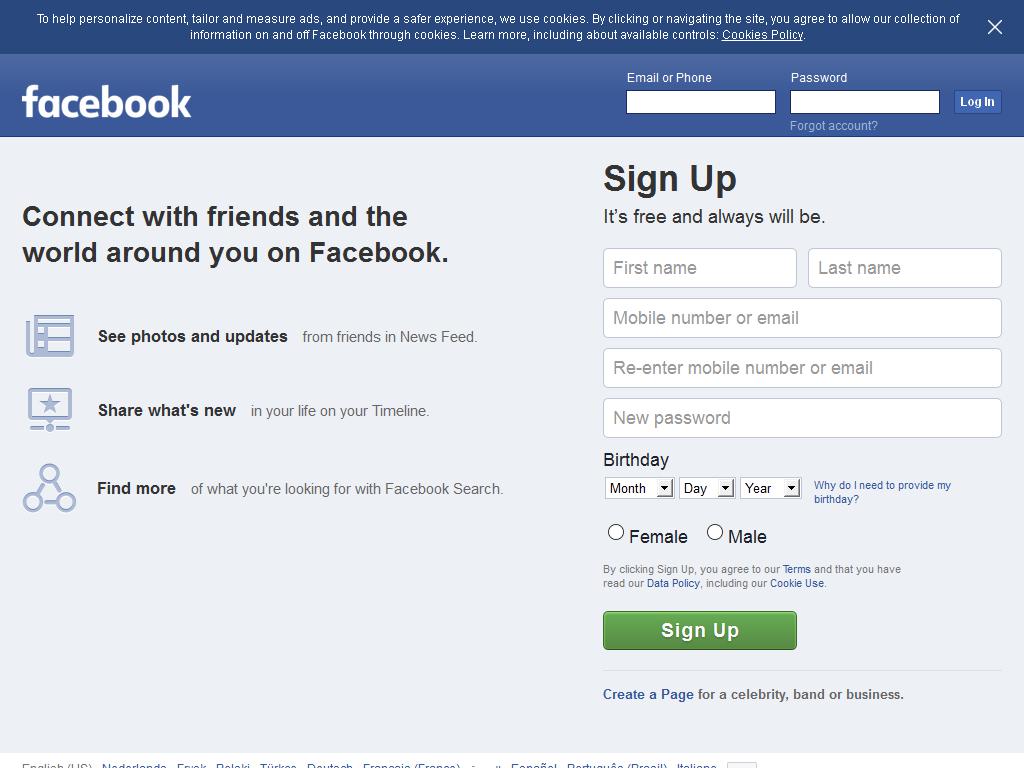 To help personalize content, tailor and measure ads, and provide a safer experience, we use cookies. By clicking or navigating the site, you agree to allow our collection of
information on and off Facebook through cookies. Learn more, including about available controls: Cookies Policy.
facebook
Email or Phone
Password
Log In
Forgot account?
Connect with friends and the
world around you on Facebook.
See photos and updates from friends in News Feed.
Share what's new in your life on your Timeline.
Find more of what you're looking for with Facebook Search.
Sign Up
It's free and always will be.
First name
Last name
Mobile number or email
Re-enter mobile number or email
New password
Birthday
Month
Day
Year
Why do I need to provide my
birthday?
Female
Male
By clicking Sign Up, you agree to our Terms and that you have
read our Data Policy, including our Cookie Use.
Sign Up
Create a Page for a celebrity, band or business.
English (US) Nederlands Frysk Polski Türkçe Deutsch Français (France) Español Português (Brasil) Italiano